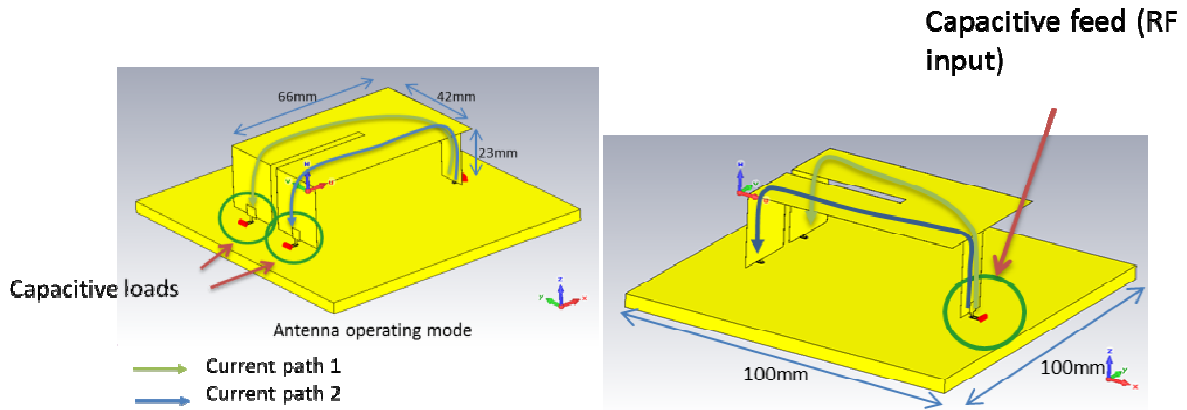 Capacitive feed (RF
input)
66mm
42mm
23mm
Capacitive loads
Antenna operating mode
Current path 1
Current path 2
100mm
100mm
z
y
x
z
y
x